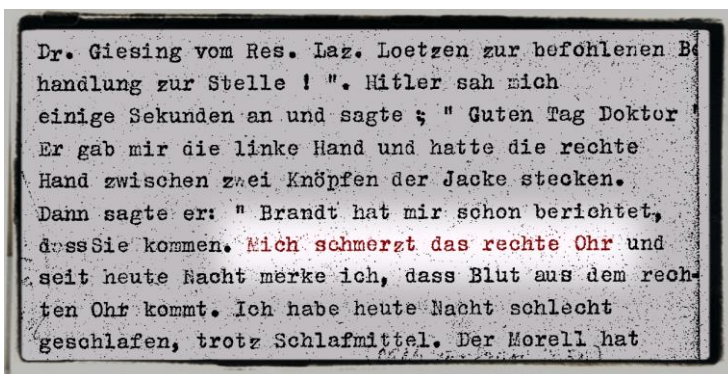 Dr. Giesing vom Res. Laz. Loetzen zur befohlenen Be
handlung zur Stelle ! ". Hitler sah mich
einige Sekunden an und sagte ; " Guten Tag Doktor "
Er gab mir die linke Hand und hatte die rechte
Hand zwischen zwei Knöpfen der Jacke stecken.
Dann sagte er: " Brandt hat mir schon berichtet,
dassSie kommen. Mich schmerzt das rechte Ohr und
seit heute Nacht merke ich, dass Blut aus dem rech-
ten Ohr kommt. Ich habe heute Nacht schlecht
geschlafen, trotz Schlafmittel. Der Morell hat